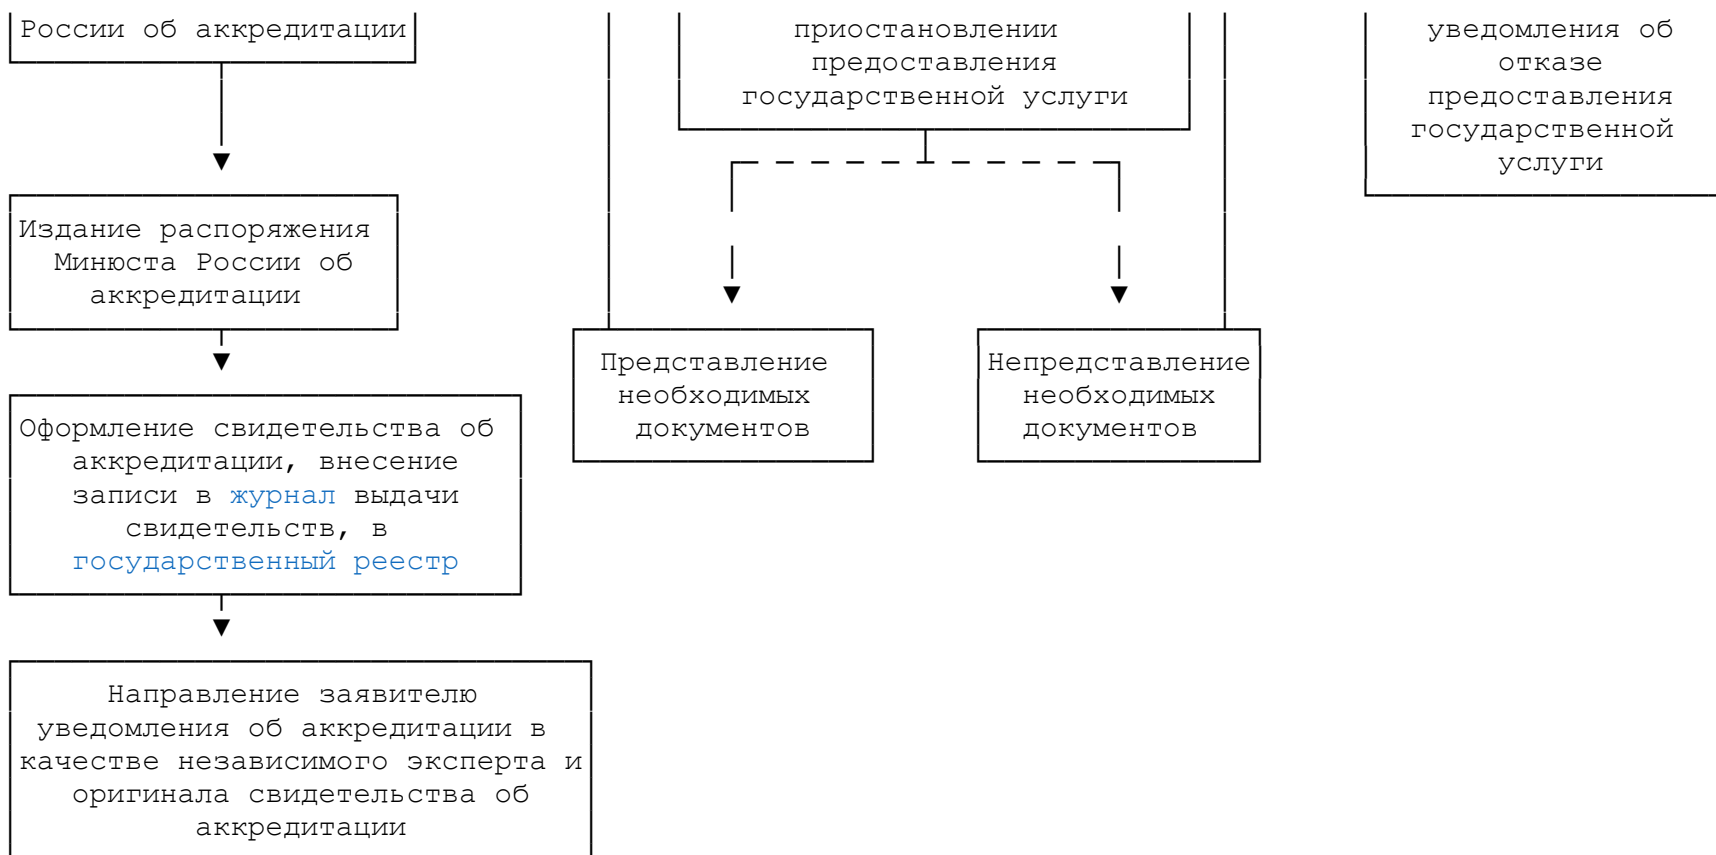 России об аккредитации
приостановлении
предоставления
государственной услуги
уведомления об
отказе
предоставления
государственной
услуги
Издание распоряжения
Минюста России об
аккредитации
Представление
необходимых
документов
Непредставление
необходимых
документов
Оформление свидетельства об
аккредитации, внесение
записи в журнал выдачи
свидетельств, в
государственный реестр
Направление заявителю
уведомления об аккредитации в
качестве независимого эксперта и
оригинала свидетельства об
аккредитации